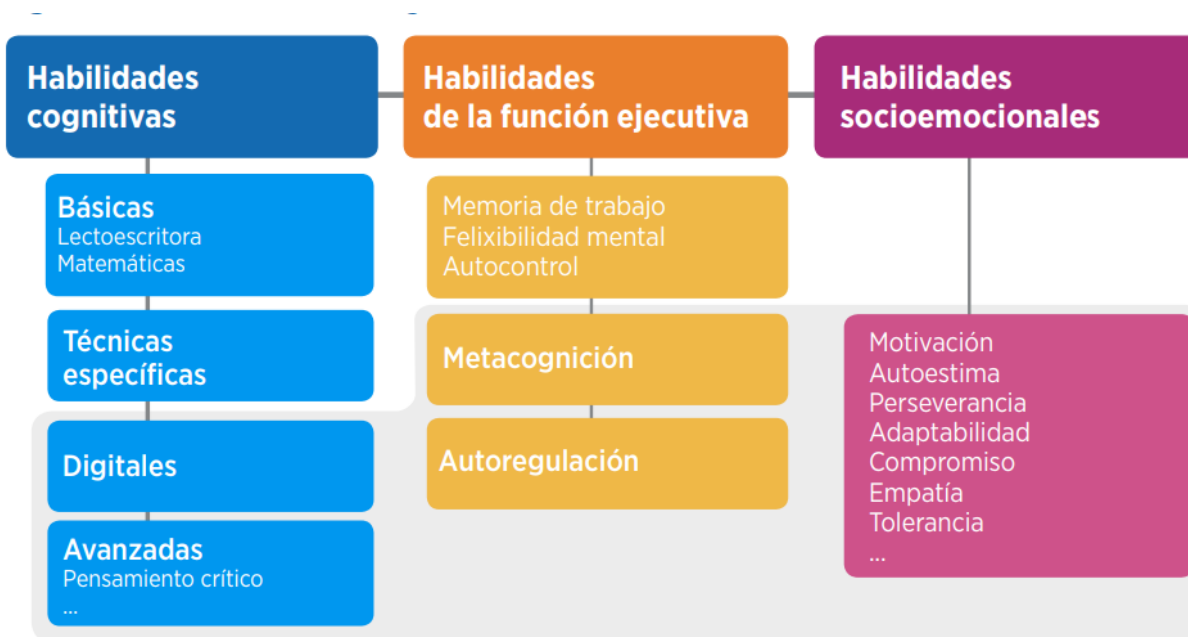 Habilidades
cognitivas
Básicas
Lectoescritora
Matemáticas
Técnicas
específicas
Digitales
Avanzadas
Pensamiento crítico
...
Habilidades
de la función ejecutiva
Memoria de trabajo
Felixibilidad mental
Autocontrol
Metacognición
Autoregulación
Habilidades
socioemocionales
Motivación
Autoestima
Perseverancia
Adaptabilidad
Compromiso
Empatía
Tolerancia
...